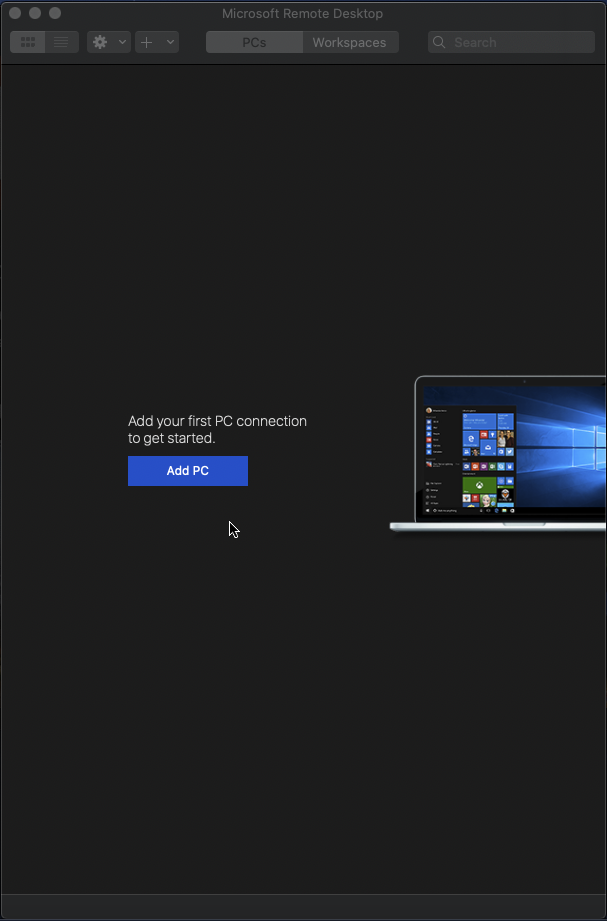 Microsoft Remote Desktop
PCs
Workspaces
Search
Add your first PC connection
to get started.
Add PC